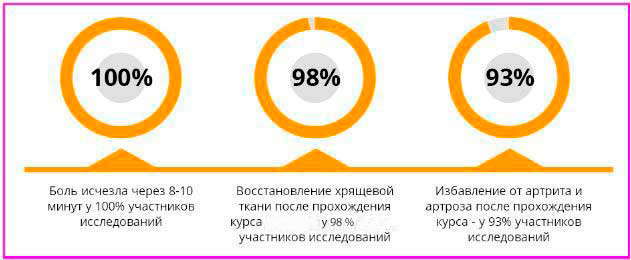 100%
98%
93%
Боль исчезла через 8-10
минут у 100% участников
исследований
Восстановление хрящевой
ткани после прохождения
курса у 98 %
участников исследований
Избавление от артрита и
артроза после прохождения
курса - у 93% участников
исследований